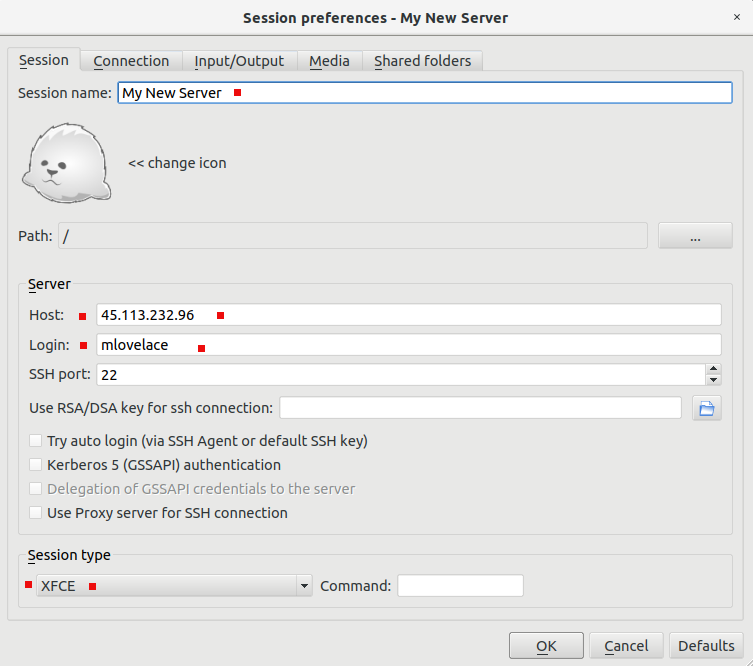 Session preferences - My New Server ×
Session Connection Input/Output Media Shared folders
Session name: My New Server
<< change icon
Path: / ...
Server
Host: 45.113.232.96
Login: mlovelace
SSH port: 22
Use RSA/DSA key for ssh connection:
Try auto login (via SSH Agent or default SSH key)
Kerberos 5 (GSSAPI) authentication
Delegation of GSSAPI credentials to the server
Use Proxy server for SSH connection
Session type
XFCE Command:
OK Cancel Defaults